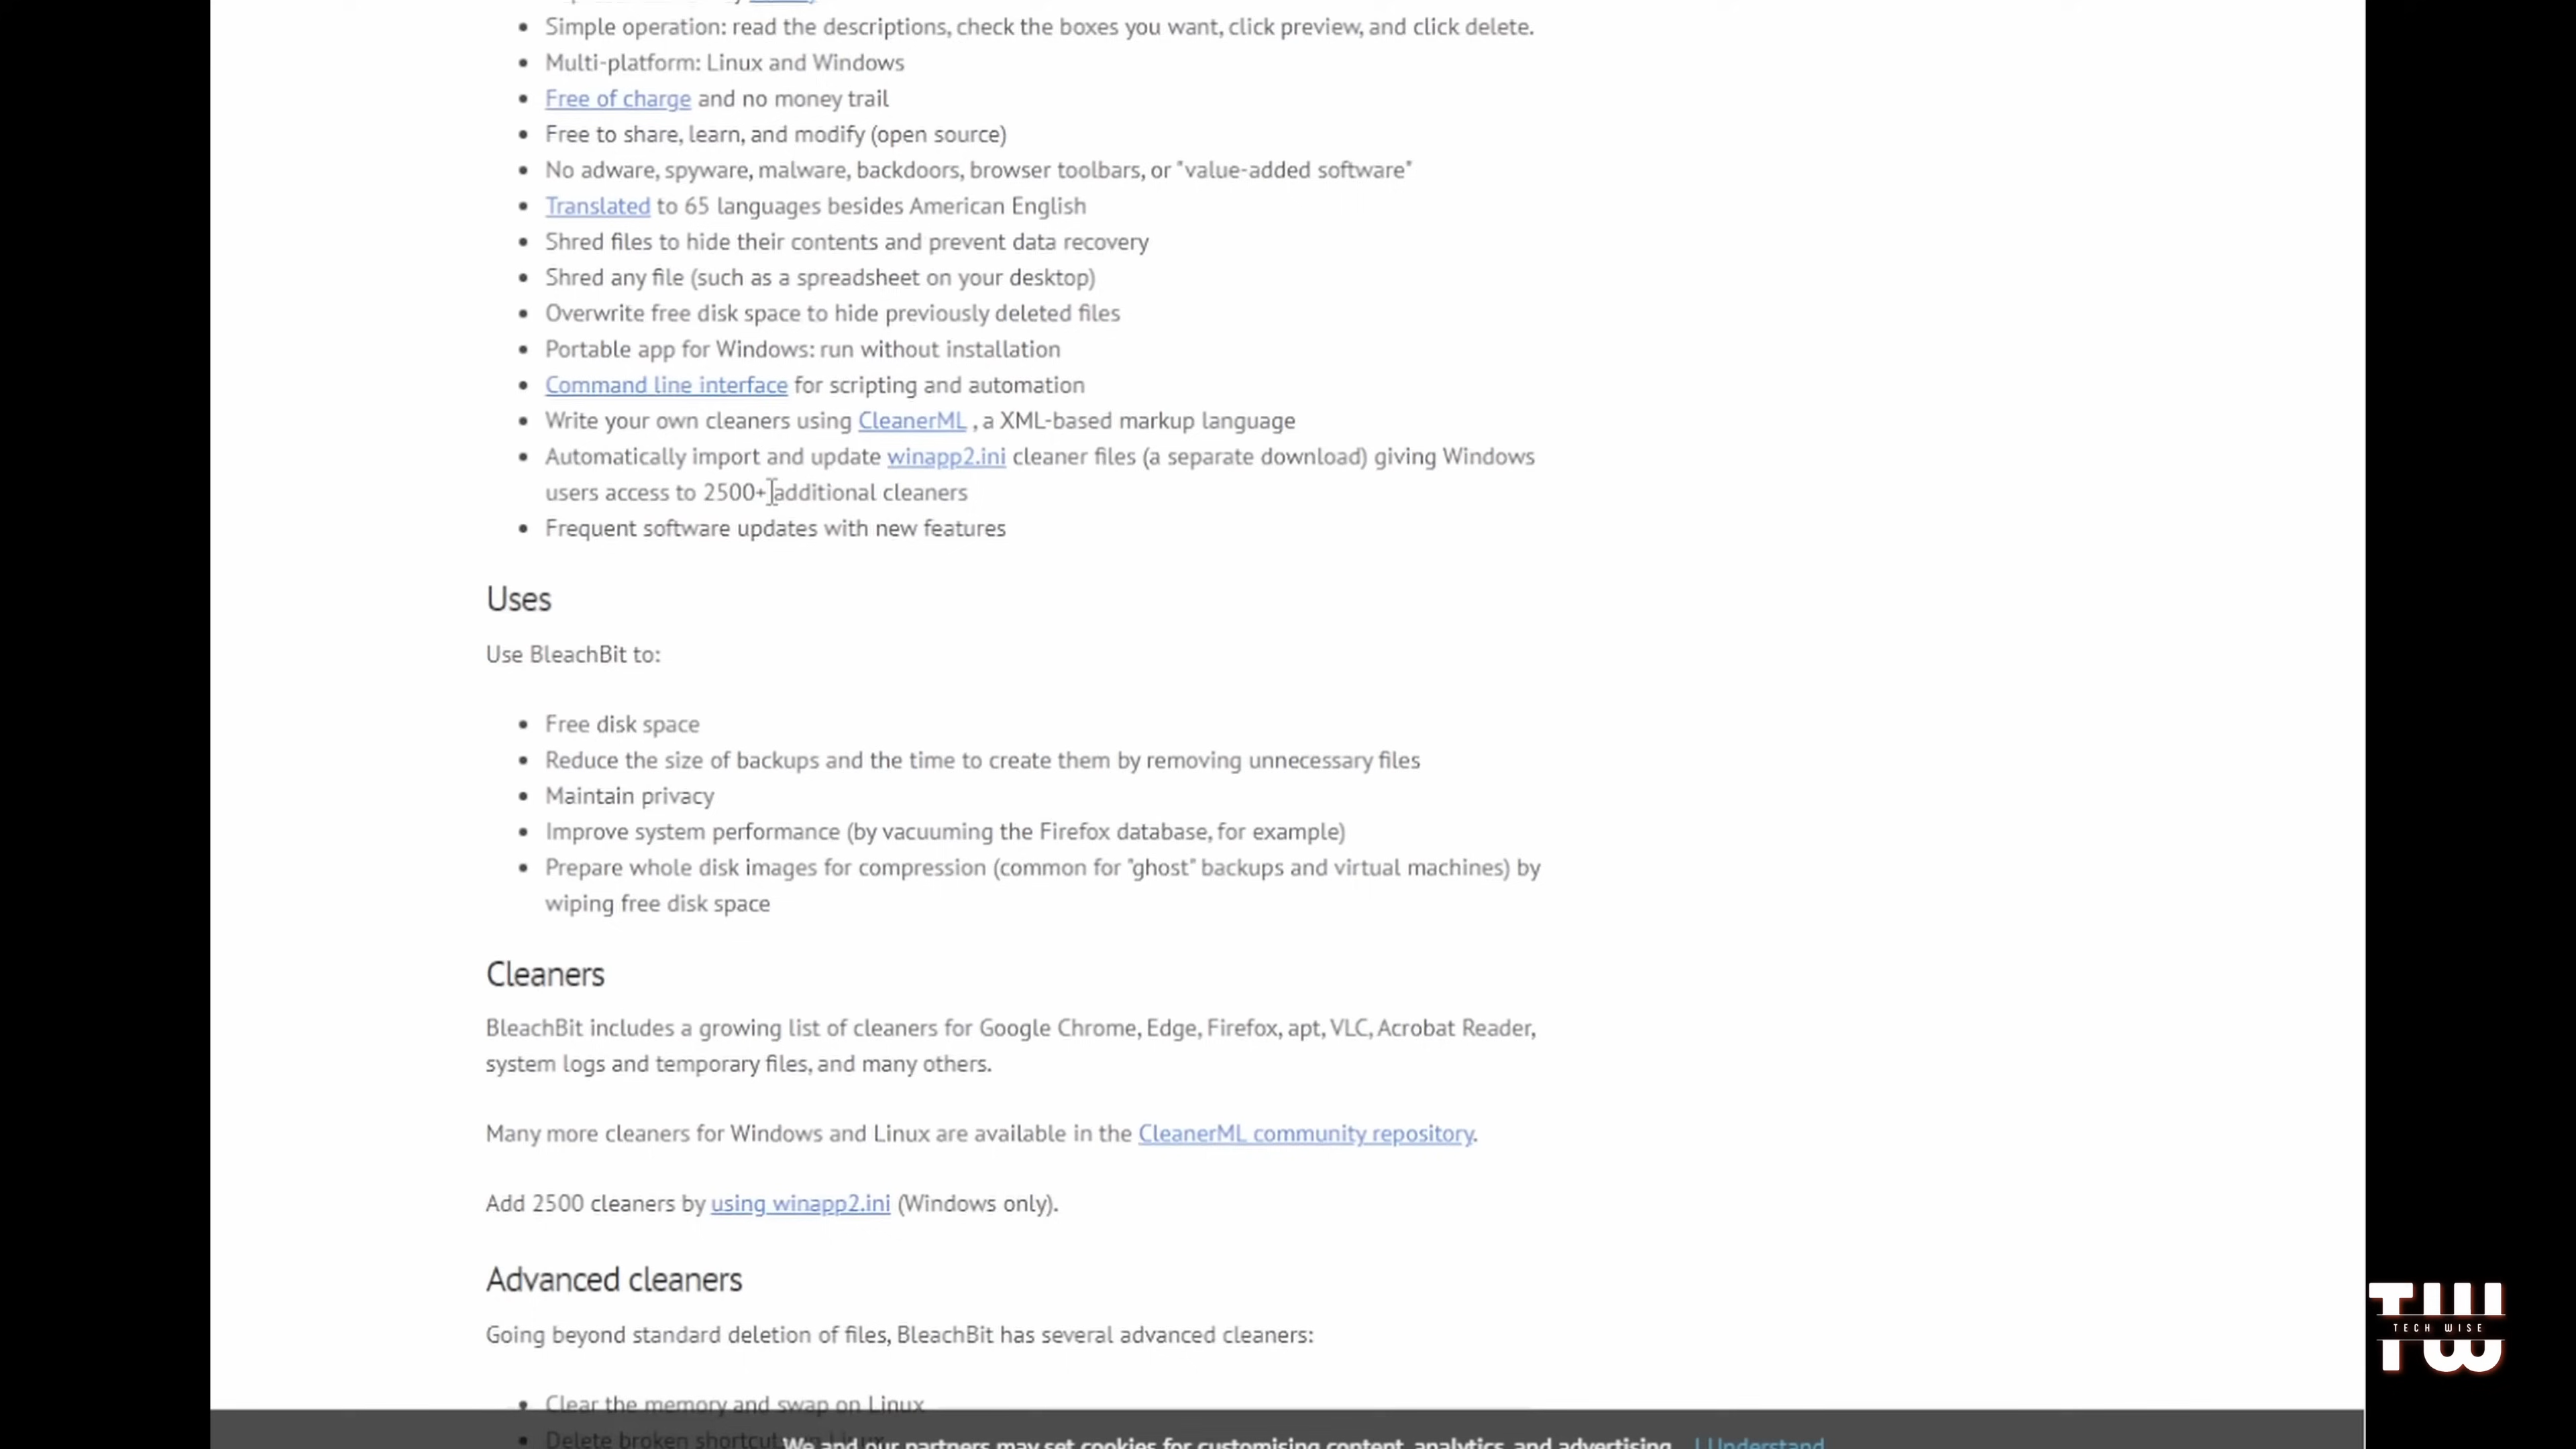 Simple operation: read the descriptions, check the boxes you want, click preview, and click delete.
Multi-platform: Linux and Windows
Free of charge and no money trail
Free to share, learn, and modify (open source)
No adware, spyware, malware, backdoors, browser toolbars, or "value-added software"
Translated to 65 languages besides American English
Shred files to hide their contents and prevent data recovery
Shred any file (such as a spreadsheet on your desktop)
Overwrite free disk space to hide previously deleted files
Portable app for Windows: run without installation
Command line interface for scripting and automation
Write your own cleaners using CleanerML , a XML-based markup language
Automatically import and update winapp2.ini cleaner files (a separate download) giving Windows
users access to 2500+ additional cleaners
Frequent software updates with new features
Uses
Use BleachBit to:
Free disk space
Reduce the size of backups and the time to create them by removing unnecessary files
Maintain privacy
Improve system performance (by vacuuming the Firefox database, for example)
Prepare whole disk images for compression (common for "ghost" backups and virtual machines) by
wiping free disk space
Cleaners
BleachBit includes a growing list of cleaners for Google Chrome, Edge, Firefox, apt, VLC, Acrobat Reader,
system logs and temporary files, and many others.
Many more cleaners for Windows and Linux are available in the CleanerML community repository.
Add 2500 cleaners by using winapp2.ini (Windows only).
Advanced cleaners
Going beyond standard deletion of files, BleachBit has several advanced cleaners:
Clear the memory and swap on Linux
Delete broken shortcuts on Linux
We and our partners may set cookies for customising content, analytics, and advertising. I Understand
TW
TECH WISE